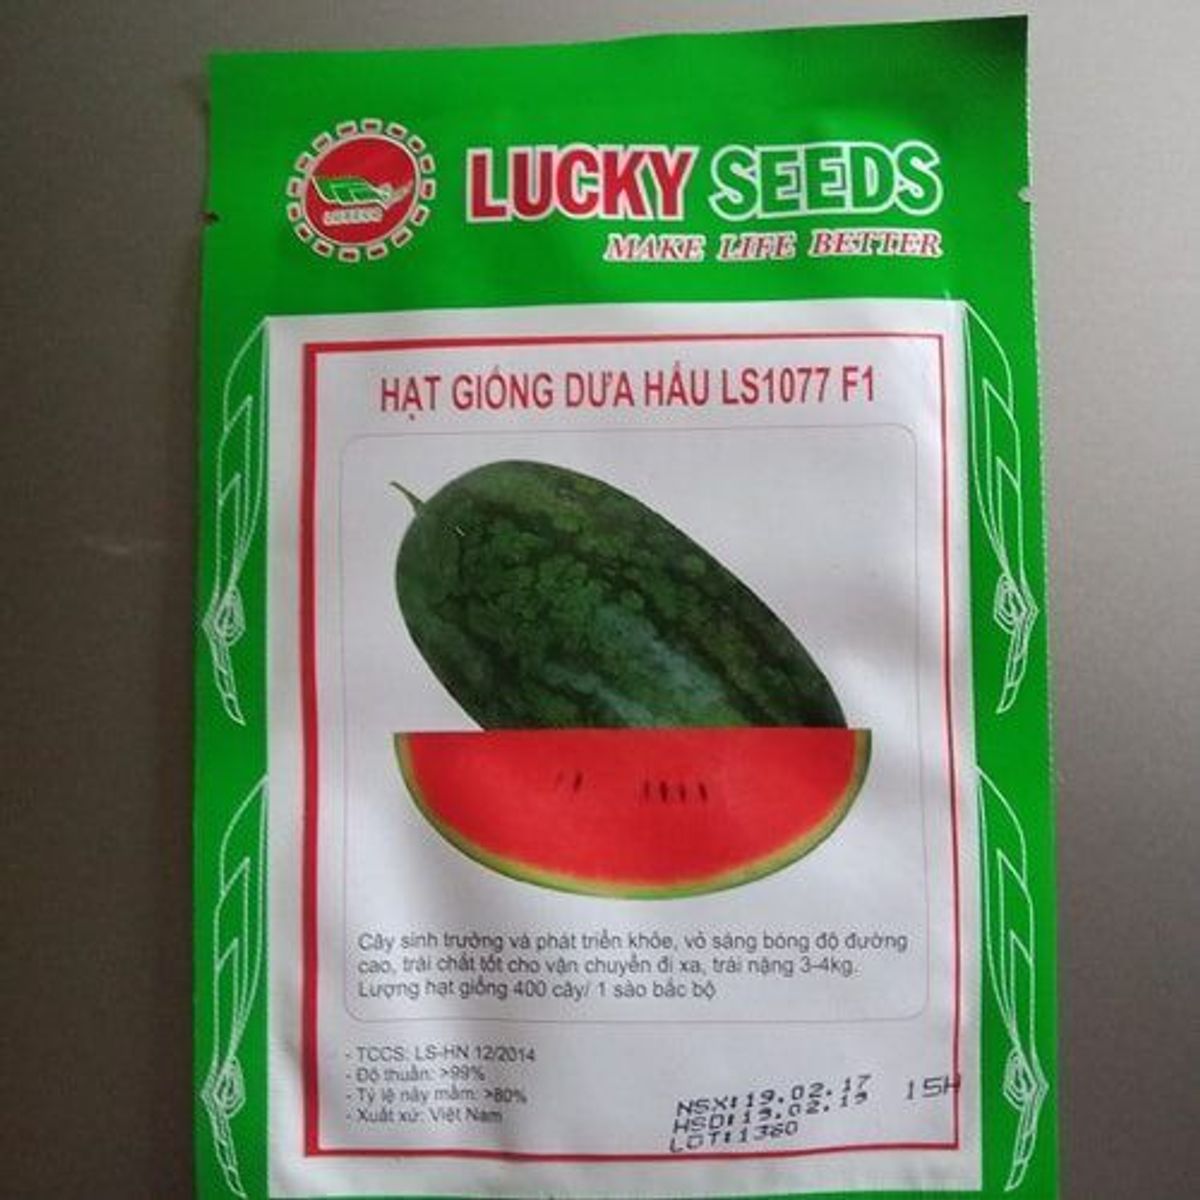 LUCKY SEEDS
MAKE LIFE BETTER
HẠT GIỐNG DƯA HẤU LS1077 F1
Cây sinh trưởng và phát triển khỏe, vỏ sáng bóng độ đường
cao, trái chất tốt cho vận chuyển đi xa, trái nặng 3-4kg.
Lượng hạt giống 400 cây/ 1 sào bắc bộ
- TCCS: LS-HN 12/2014
- Độ thuần: >99%
- Tỷ lệ nảy mầm: >80%
- Xuất xứ: Việt Nam
NSX:19.02.17 15H
HSD:19.02.19
LOT:1360